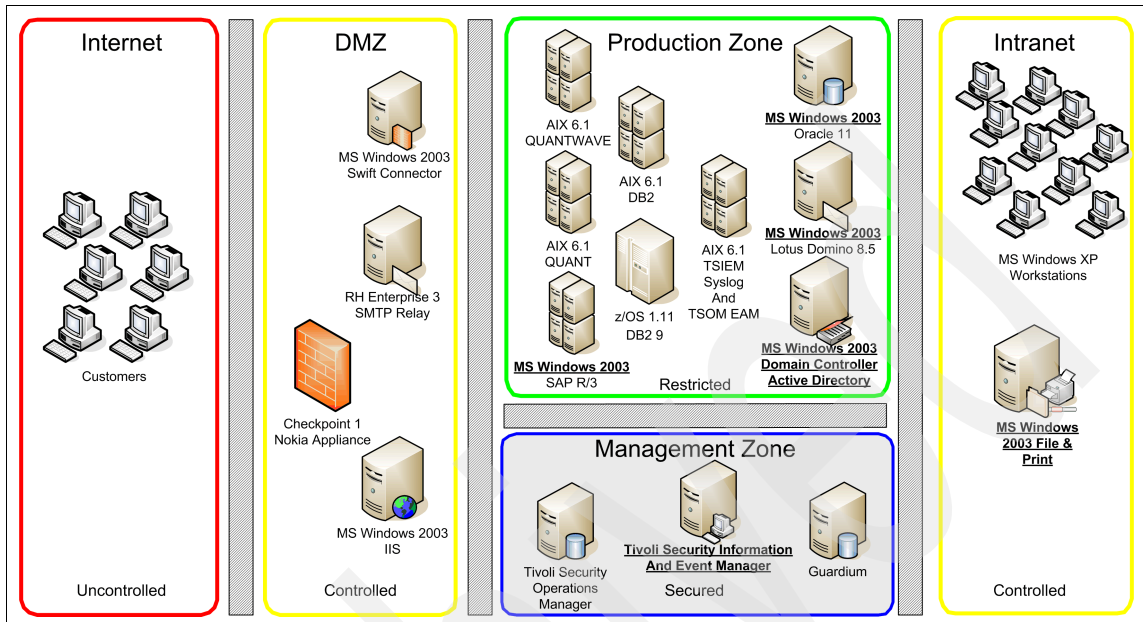 Internet
Customers
Uncontrolled
DMZ
MS Windows 2003
Swift Connector
RH Enterprise 3
SMTP Relay
Checkpoint 1
Nokia Appliance
MS Windows 2003
IIS
Controlled
Production Zone
AIX 6.1
QUANTWAVE
AIX 6.1
DB2
MS Windows 2003
Oracle 11
AIX 6.1
QUANT
z/OS 1.11
DB2 9
AIX 6.1
TSIEM
Syslog
And
TSOM EAM
MS Windows 2003
Lotus Domino 8.5
MS Windows 2003
SAP R/3
MS Windows 2003
Domain Controller
Active Directory
Restricted
Management Zone
Tivoli Security
Operations
Manager
Tivoli Security Information
And Event Manager
Guardium
Secured
Intranet
MS Windows XP
Workstations
MS Windows
2003 File &
Print
Controlled